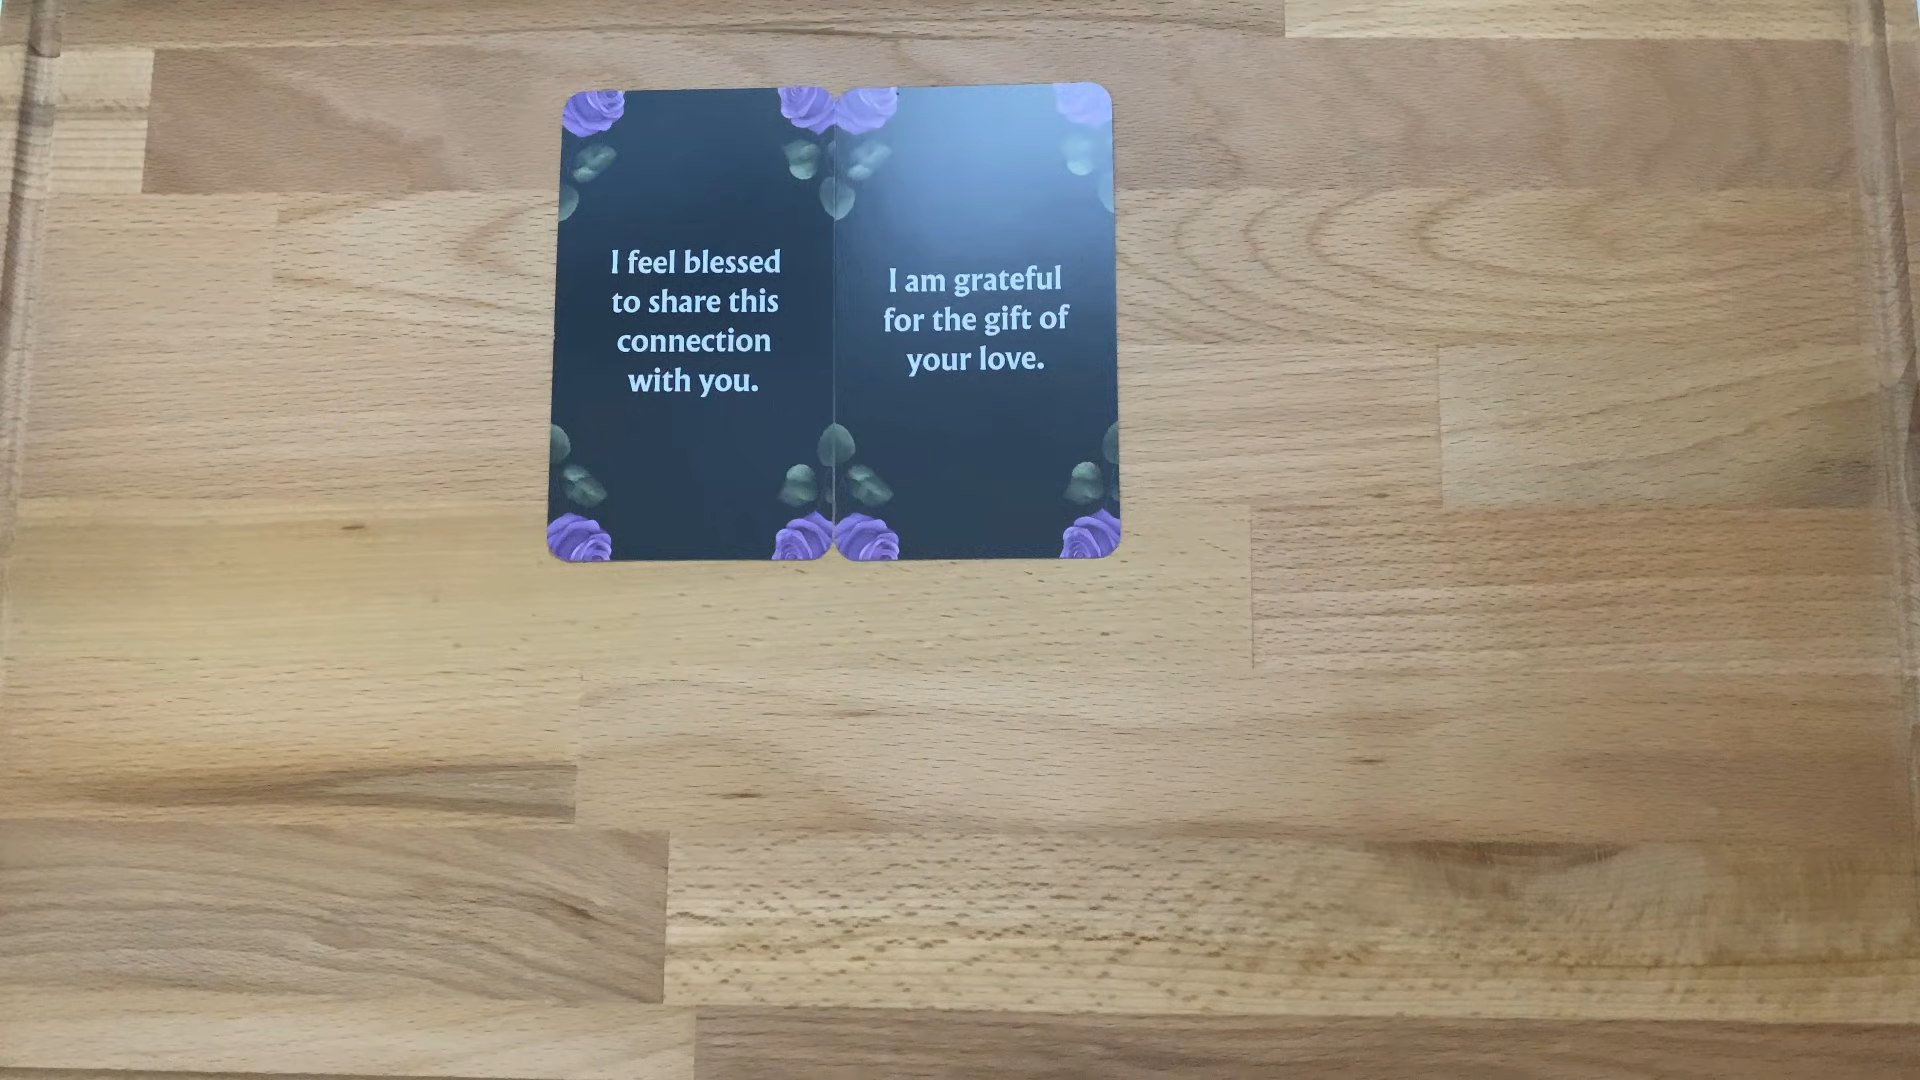 I feel blessed
to share this
connection
with you.
I am grateful
for the gift of
your love.